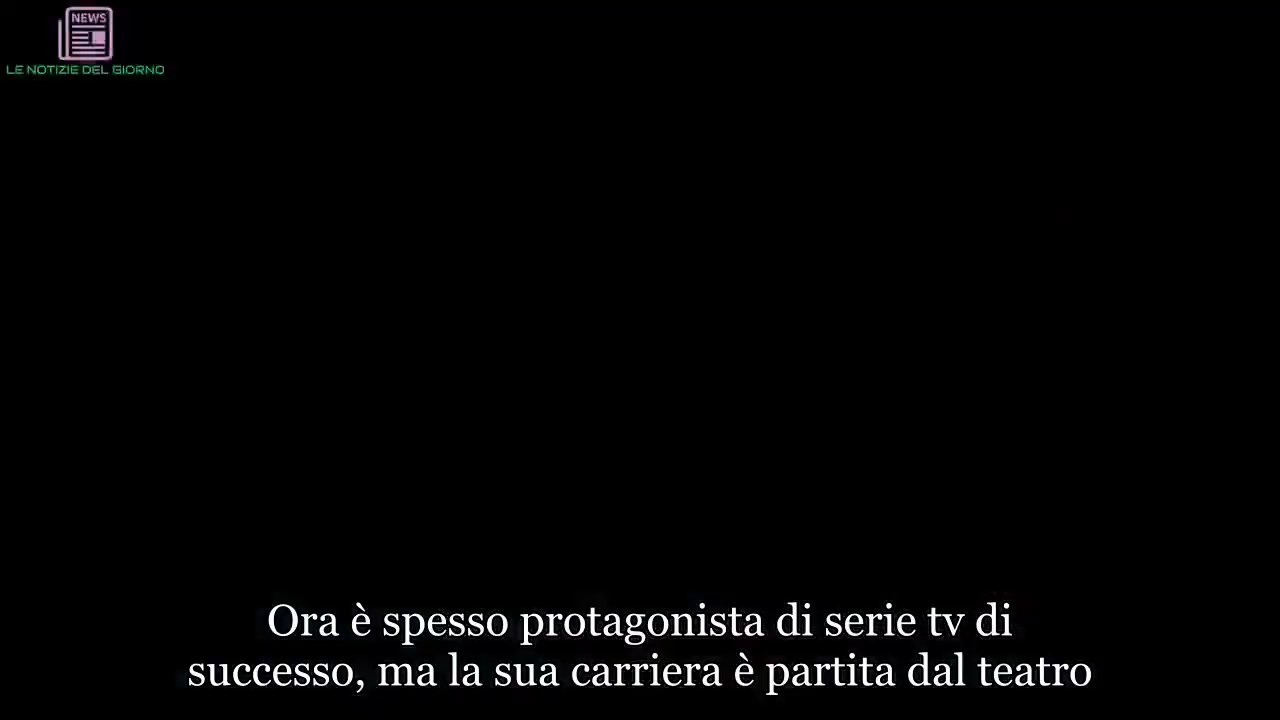 NEWS
LE NOTIZIE DEL GIORNO
Ora è spesso protagonista di serie tv di
successo, ma la sua carriera è partita dal teatro